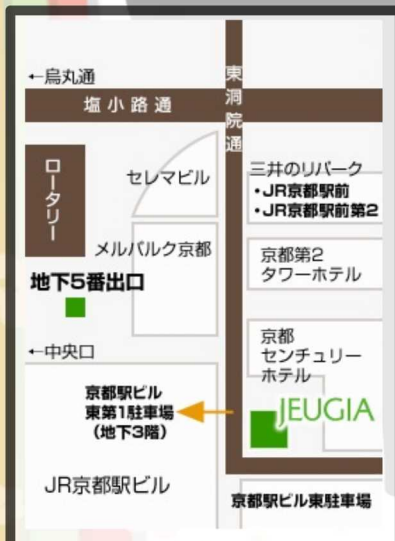 ←烏丸通
塩小路通
東洞院通
ロータリー
セレマビル
三井のリパーク
・JR京都駅前
・JR京都駅前第2
メルパルク京都
京都第2
タワーホテル
地下5番出口
←中央口
京都
センチュリー
ホテル
京都駅ビル
東第1駐車場
(地下3階)
JEUGIA
JR京都駅ビル
京都駅ビル東駐車場